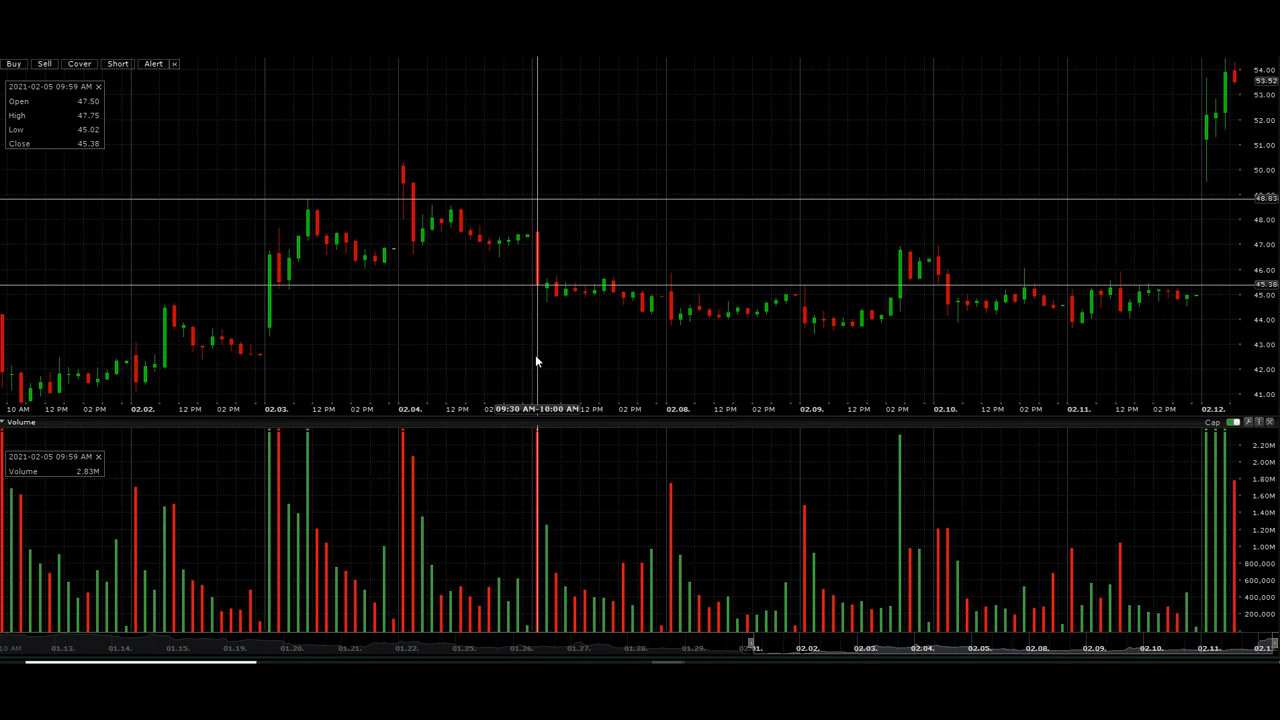 Buy Sell Cover Short Alert ×
2021-02-05 09:59 AM ×
Open 47.50
High 47.75
Low 45.02
Close 45.38
54.00
53.52
53.00
52.00
51.00
50.00
48.83
48.00
47.00
46.00
45.38
45.00
44.00
43.00
42.00
41.00
10 AM 12 PM 02 PM 02.02. 12 PM 02 PM 02.03. 12 PM 02 PM 02.04. 12 PM 09:30 AM-10:00 AM 12 PM 02 PM 02.08. 12 PM 02 PM 02.09. 12 PM 02 PM 02.10. 12 PM 02 PM 02.11. 12 PM 02 PM 02.12.
Volume Cap
2021-02-05 09:59 AM ×
Volume 2.83M
2.20M
2.00M
1.80M
1.60M
1.40M
1.20M
1.00M
800,000
600,000
400,000
200,000
10 AM 01.13. 01.14. 01.15. 01.19. 01.20. 01.21. 01.22. 01.25. 01.26. 01.27. 01.28. 01.29. 02.02. 02.03. 02.04. 02.05. 02.08. 02.09. 02.10. 02.11.